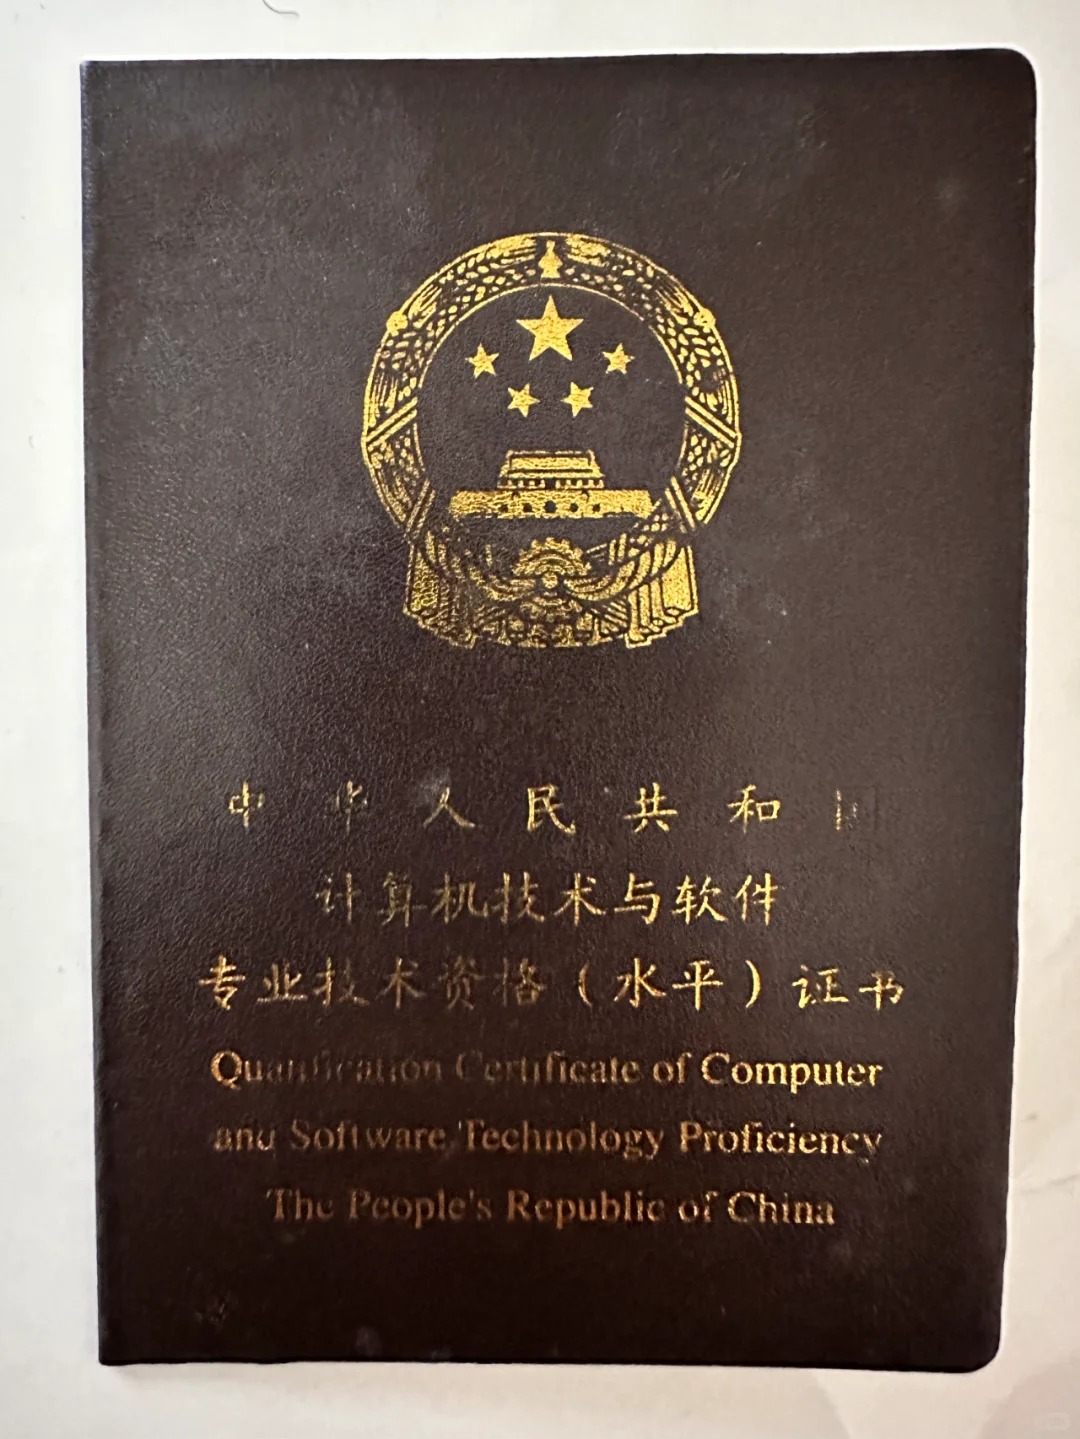 中华人民共和国
计算机技术与软件
专业技术资格（水平）证书
Qualification Certificate of Computer
and Software Technology Proficiency
The People's Republic of China